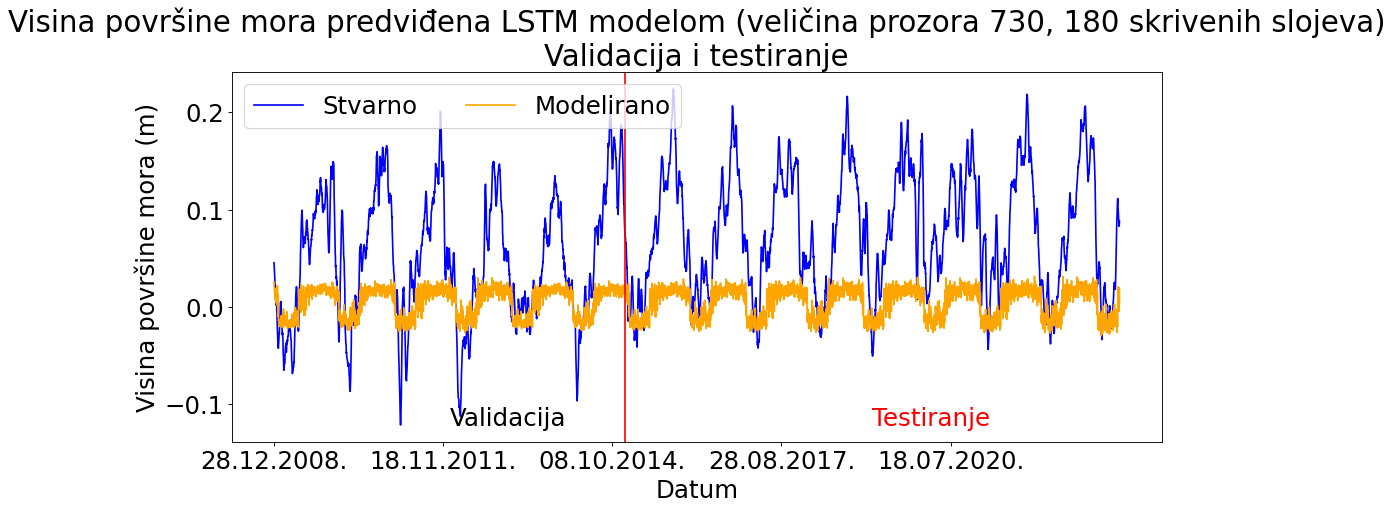 Visina površine mora predviđena LSTM modelom (veličina prozora 730, 180 skrivenih slojeva)
Validacija i testiranje
Stvarno
Modelirano
Visina površine mora (m)
0.2
0.1
0.0
−0.1
Validacija
Testiranje
28.12.2008.
18.11.2011.
08.10.2014.
28.08.2017.
18.07.2020.
Datum